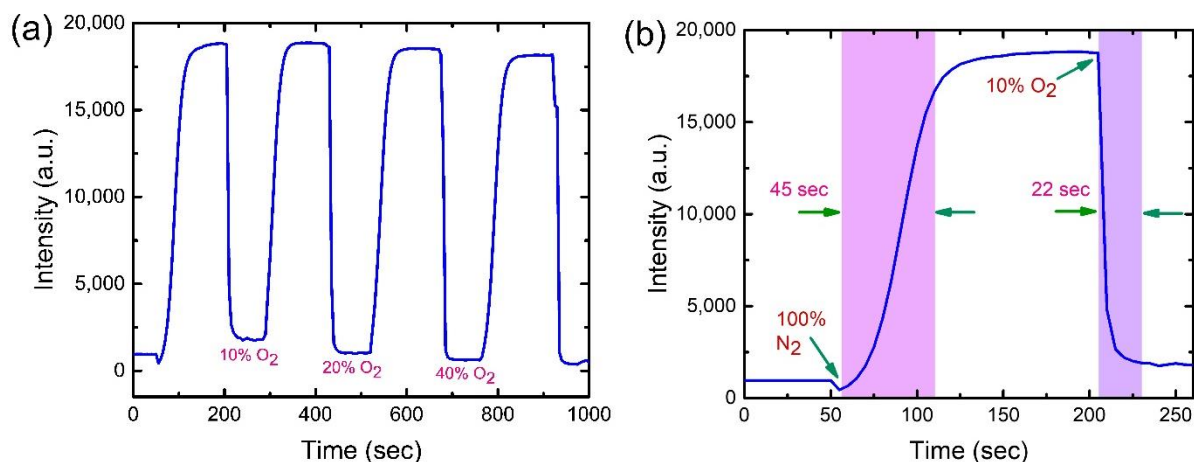 (a)
20,000
15,000
10,000
5,000
0
Intensity (a.u.)
10% O2
20% O2
40% O2
0 200 400 600 800 1000
Time (sec)
(b)
20,000
15,000
10,000
5,000
0
Intensity (a.u.)
10% O2
45 sec
22 sec
100%
N2
0 50 100 150 200 250
Time (sec)